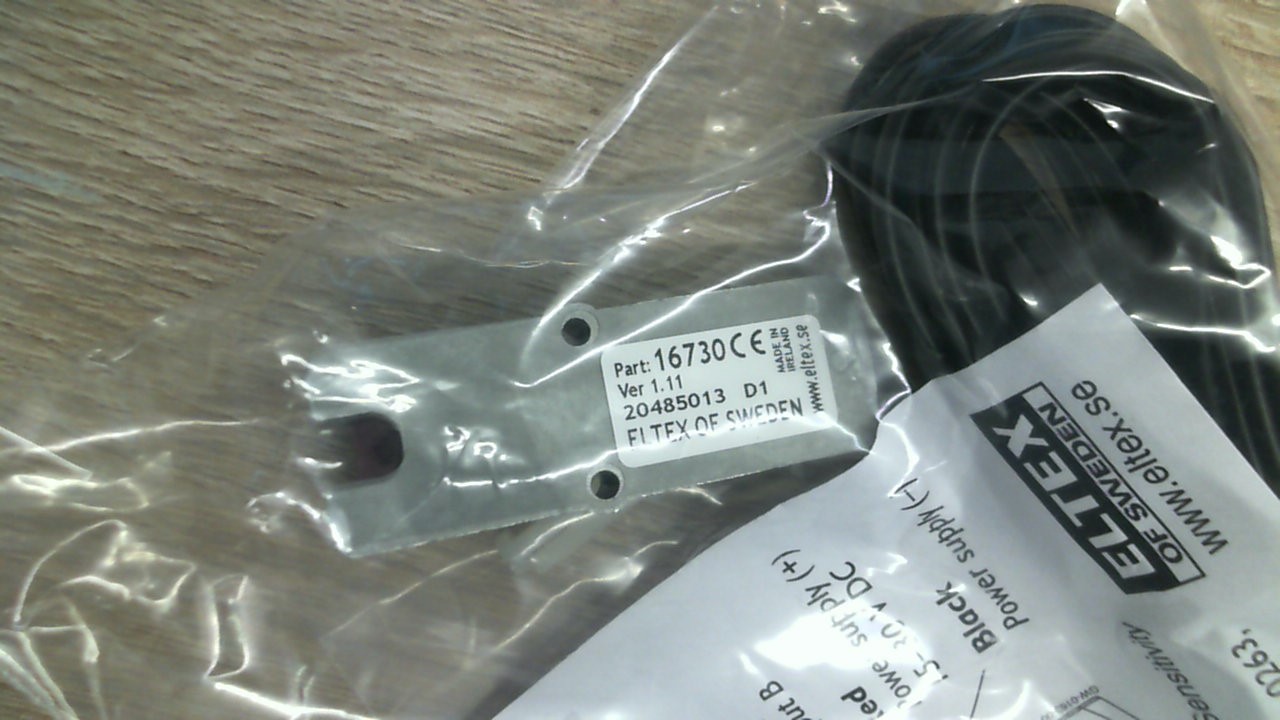 Part: 16730 CE
Ver 1.11
20485013 D1
ELTEX OF SWEDEN
MADE IN
IRELAND
www.eltex.se
ELTEX
OF SWEDEN
www.eltex.se
Black
Power supply (-)
supply (+)
V DC